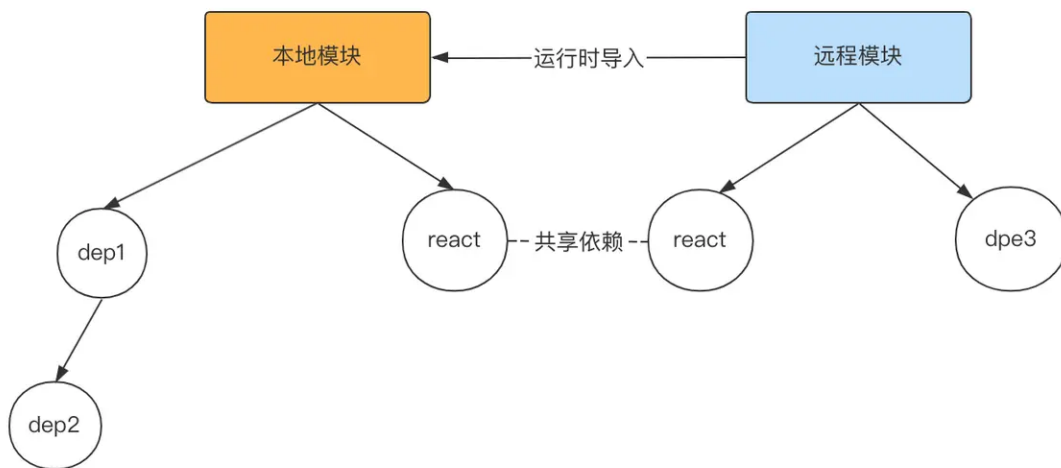 本地模块
运行时导入
远程模块
dep1
react
共享依赖
react
dpe3
dep2